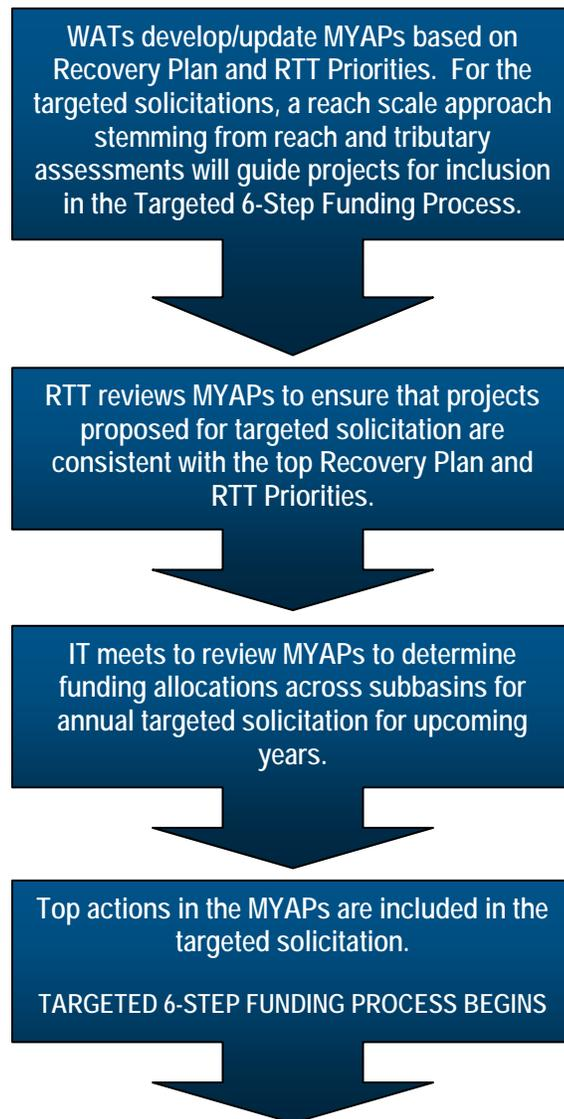 WATs develop/update MYAPs based on
Recovery Plan and RTT Priorities.  For the
targeted solicitations, a reach scale approach
stemming from reach and tributary
assessments will guide projects for inclusion
in the Targeted 6-Step Funding Process.
RTT reviews MYAPs to ensure that projects
proposed for targeted solicitation are
consistent with the top Recovery Plan and
RTT Priorities.
IT meets to review MYAPs to determine
funding allocations across subbasins for
annual targeted solicitation for upcoming
years.
Top actions in the MYAPs are included in the
targeted solicitation.
TARGETED 6-STEP FUNDING PROCESS BEGINS